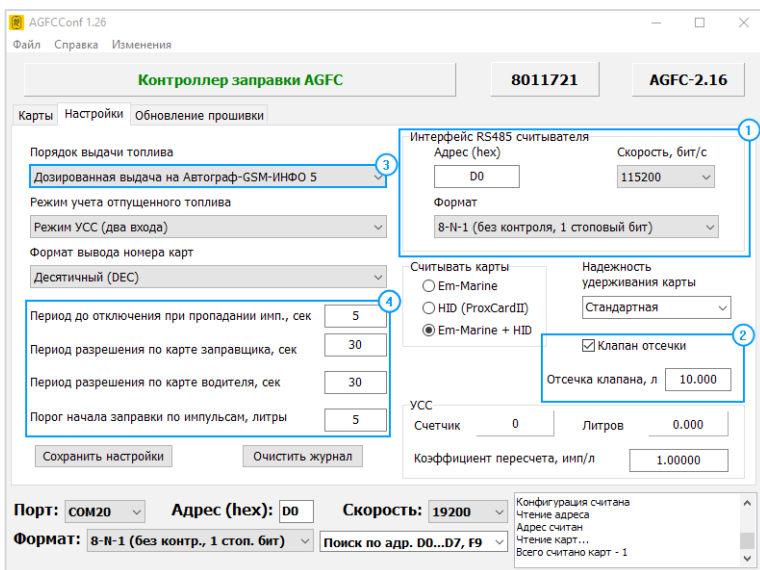 AGFCConf 1.26
Файл Справка Изменения
Контроллер заправки AGFC
8011721
AGFC-2.16
Карты
Настройки
Обновление прошивки
Порядок выдачи топлива
3
Дозированная выдача на Автограф-GSM-ИНФО 5
Режим учета отпущенного топлива
Режим УСС (два входа)
Формат вывода номера карт
Десятичный (DEC)
4
Период до отключения при пропадании имп., сек 5
Период разрешения по карте заправщика, сек 30
Период разрешения по карте водителя, сек 30
Порог начала заправки по импульсам, литры 5
Сохранить настройки
Очистить журнал
1
Интерфейс RS485 считывателя
Адрес (hex) Скорость, бит/с
D0 115200
Формат
8-N-1 (без контроля, 1 стоповый бит)
Считывать карты
Em-Marine
HID (ProxCardII)
Em-Marine + HID
Надежность
удерживания карты
Стандартная
2
Клапан отсечки
Отсечка клапана, л 10.000
УСС
Счетчик 0 Литров 0.000
Коэффициент пересчета, имп/л 1.00000
Порт: COM20 Адрес (hex): D0 Скорость: 19200
Формат: 8-N-1 (без контр., 1 стоп. бит) Поиск по адр. D0...D7, F9
Конфигурация считана
Чтение адреса
Адрес считан
Чтение карт...
Всего считано карт - 1